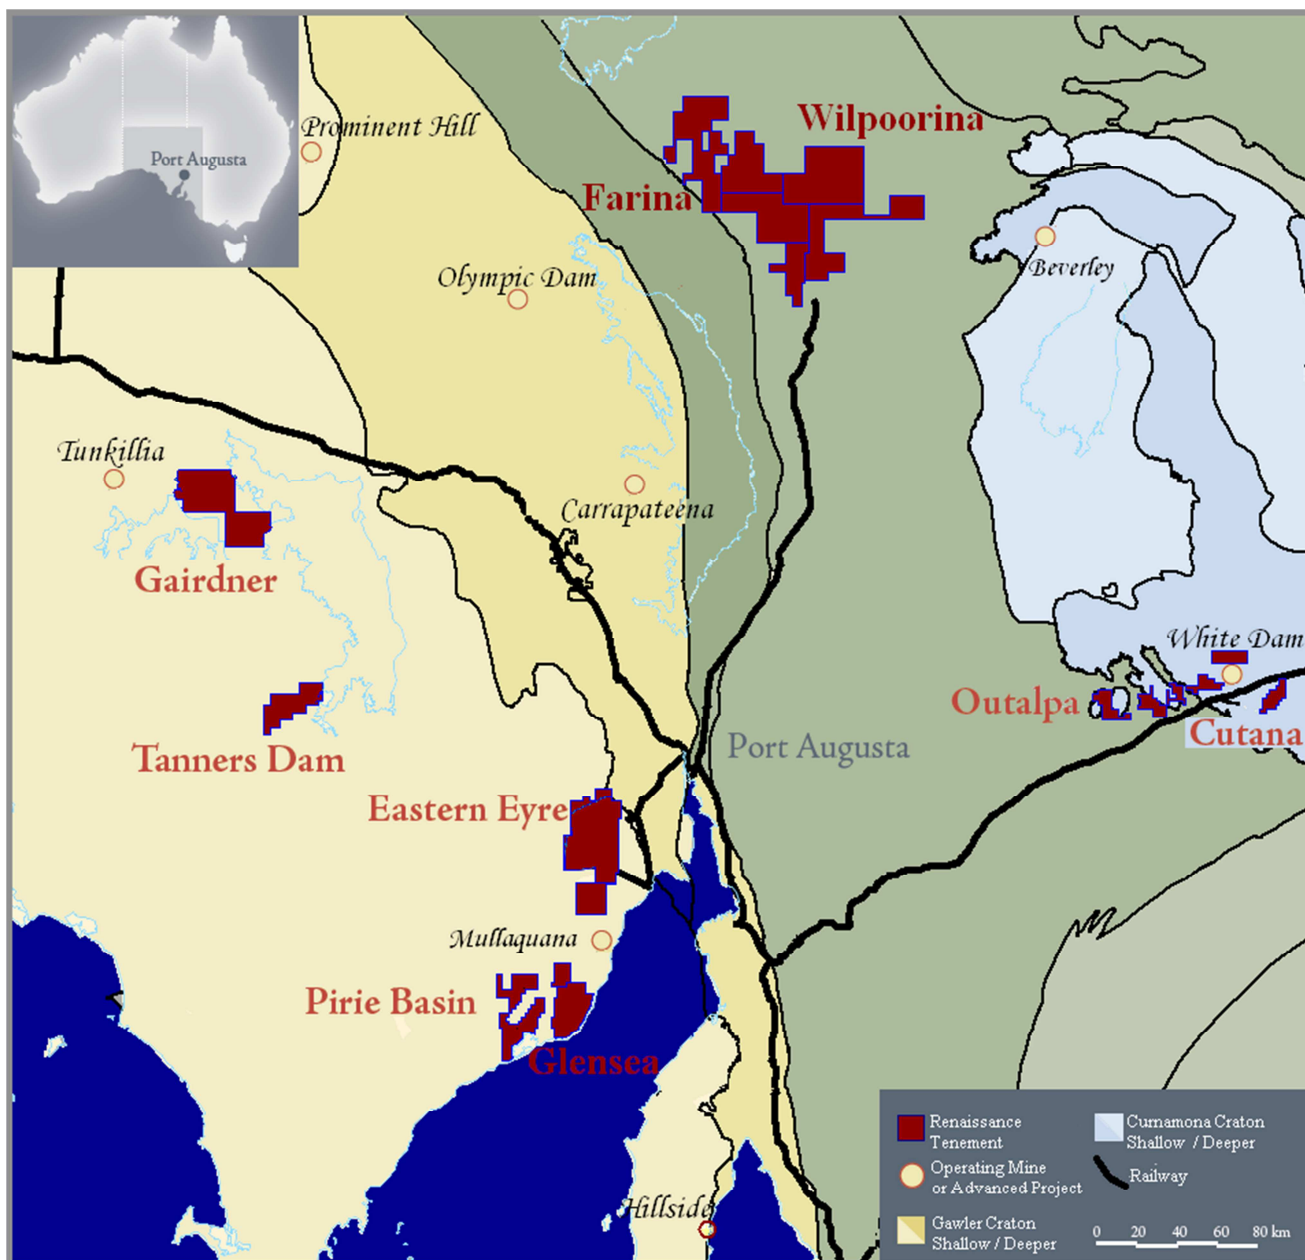 Prominent Hill
Port Augusta
Wilpoorina
Farina
Olympic Dam
Beverley
Tunkillia
Carrapateena
Gairdner
White Dam
Outalpa
Cutana
Tanners Dam
Port Augusta
Eastern Eyre
Mullaquana
Pirie Basin
Glensea
Hillside
Renaissance
Tenement
Operating Mine
or Advanced Project
Gawler Craton
Shallow / Deeper
Curnamona Craton
Shallow / Deeper
Railway
0 20 40 60 80 km